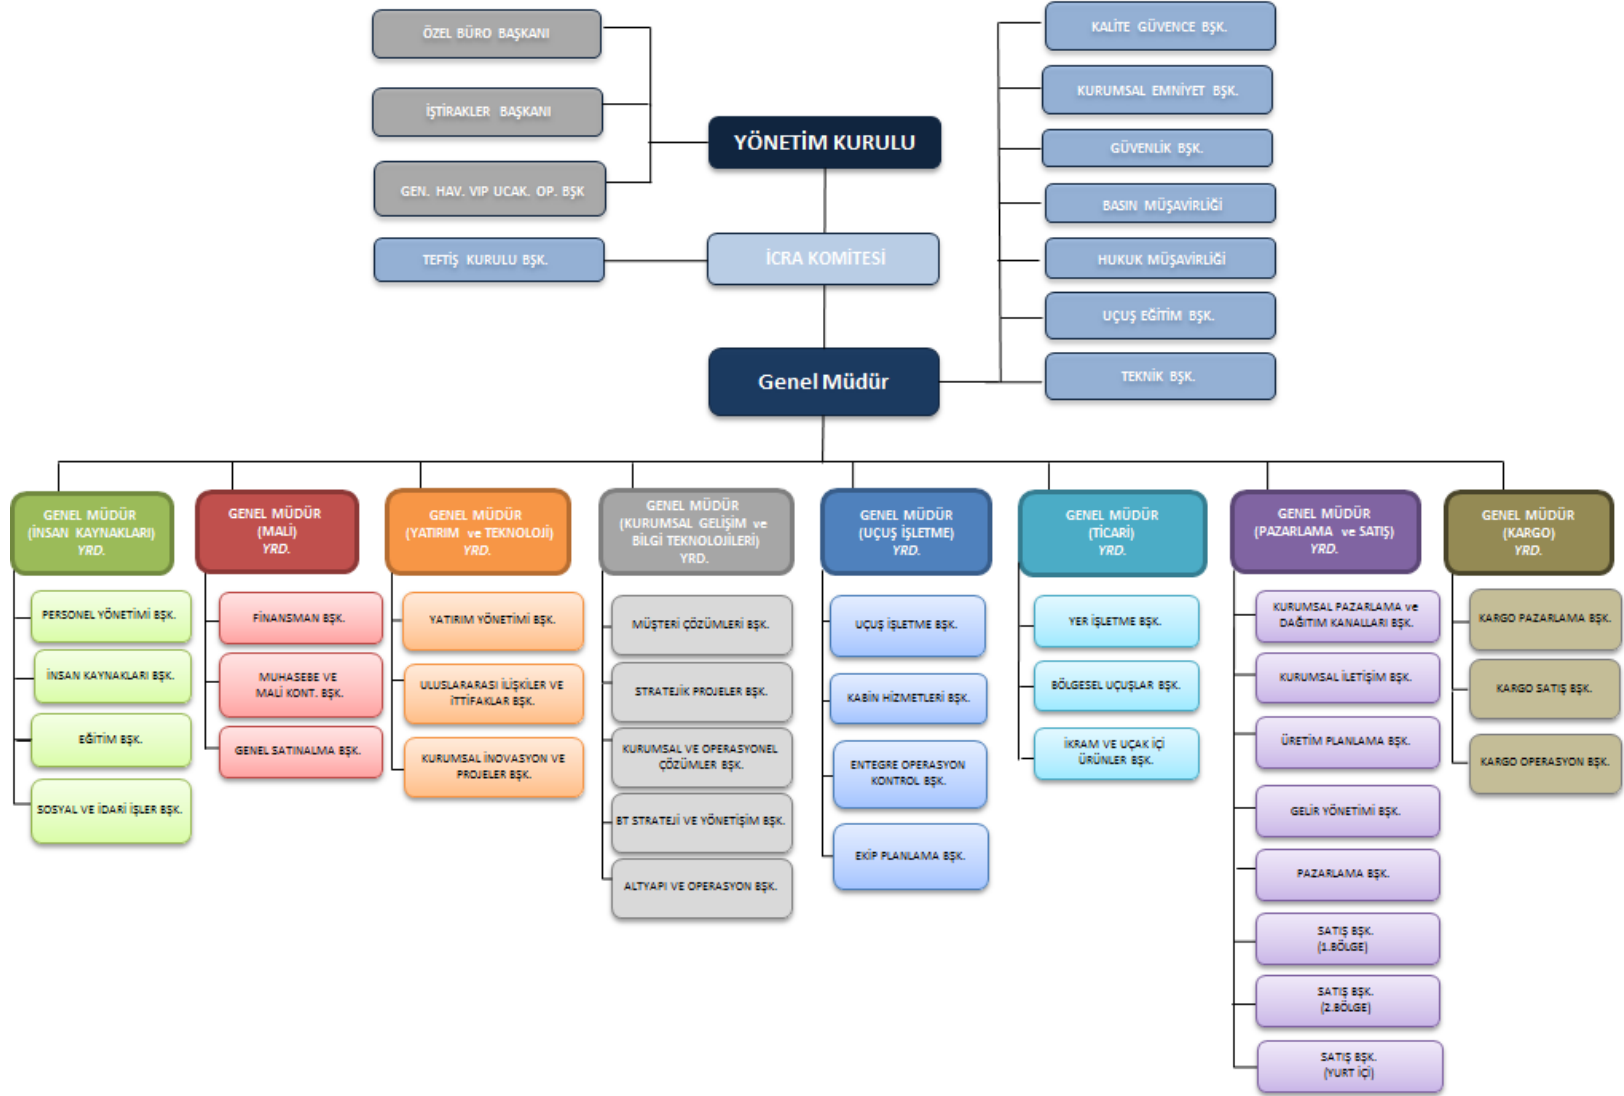 ÖZEL BÜRO BAŞKANI
İŞTİRAKLER BAŞKANI
GEN. HAV. VIP UCAK. OP. BŞK
TEFTİŞ KURULU BŞK.
YÖNETİM KURULU
İCRA KOMİTESİ
Genel Müdür
KALİTE GÜVENCE BŞK.
KURUMSAL EMNİYET BŞK.
GÜVENLİK BŞK.
BASIN MÜŞAVİRLİĞİ
HUKUK MÜŞAVİRLİĞİ
UÇUŞ EĞİTİM BŞK.
TEKNİK BŞK.
GENEL MÜDÜR
(İNSAN KAYNAKLARI)
YRD.
PERSONEL YÖNETİMİ BŞK.
İNSAN KAYNAKLARI BŞK.
EĞİTİM BŞK.
SOSYAL VE İDARİ İŞLER BŞK.
GENEL MÜDÜR
(MALİ)
YRD.
FİNANSMAN BŞK.
MUHASEBE VE
MALİ KONT. BŞK.
GENEL SATINALMA BŞK.
GENEL MÜDÜR
(YATIRIM ve TEKNOLOJİ)
YRD.
YATIRIM YÖNETİMİ BŞK.
ULUSLARARASI İLİŞKİLER VE
İTTİFAKLAR BŞK.
KURUMSAL İNOVASYON VE
PROJELER BŞK.
GENEL MÜDÜR
(KURUMSAL GELİŞİM ve
BİLGİ TEKNOLOJİLERİ)
YRD.
MÜŞTERİ ÇÖZÜMLERİ BŞK.
STRATEJİK PROJELER BŞK.
KURUMSAL VE OPERASYONEL
ÇÖZÜMLER BŞK.
BT STRATEJİ VE YÖNETİŞİM BŞK.
ALTYAPI VE OPERASYON BŞK.
GENEL MÜDÜR
(UÇUŞ İŞLETME)
YRD.
UÇUŞ İŞLETME BŞK.
KABİN HİZMETLERİ BŞK.
ENTEGRE OPERASYON
KONTROL BŞK.
EKİP PLANLAMA BŞK.
GENEL MÜDÜR
(TİCARİ)
YRD.
YER İŞLETME BŞK.
BÖLGESEL UÇUŞLAR BŞK.
İKRAM VE UÇAK İÇİ
ÜRÜNLER BŞK.
GENEL MÜDÜR
(PAZARLAMA ve SATIŞ)
YRD.
KURUMSAL PAZARLAMA ve
DAĞITIM KANALLARI BŞK.
KURUMSAL İLETİŞİM BŞK.
ÜRETİM PLANLAMA BŞK.
GELİR YÖNETİMİ BŞK.
PAZARLAMA BŞK.
SATIŞ BŞK.
(1.BÖLGE)
SATIŞ BŞK.
(2.BÖLGE)
SATIŞ BŞK.
(YURT İÇİ)
GENEL MÜDÜR
(KARGO)
YRD.
KARGO PAZARLAMA BŞK.
KARGO SATIŞ BŞK.
KARGO OPERASYON BŞK.